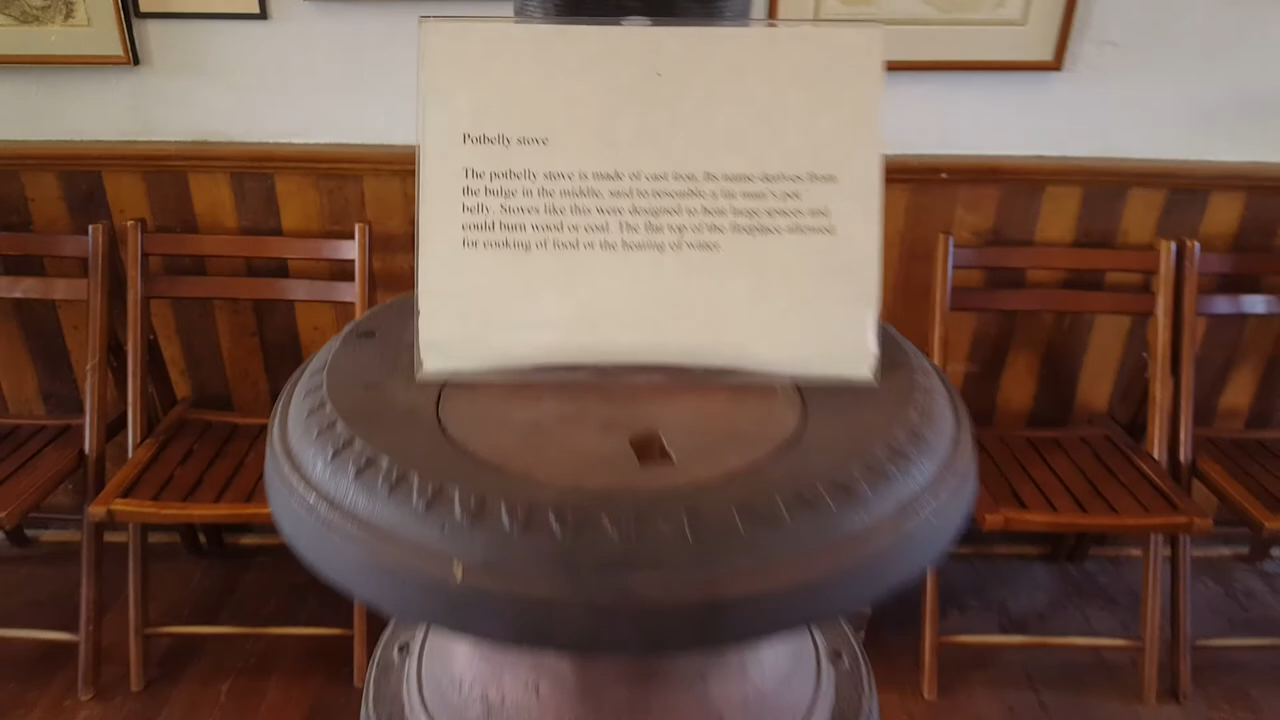 Potbelly stove
The potbelly stove is made of cast iron. Its name derives from
the bulge in the middle, said to resemble a fat man's pot
belly. Stoves like this were designed to heat large spaces and
could burn wood or coal. The flat top of the fireplace allowed
for cooking of food or the heating of water.